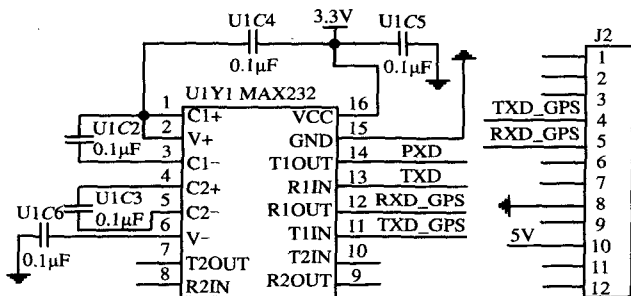 U1C4
3.3V
U1C5
0.1µF
0.1µF
U1Y1 MAX232
J2
1
2
3
TXD_GPS
4
RXD_GPS
5
6
7
8
9
5V
10
11
12
1
C1+
VCC
16
2
V+
GND
15
3
C1−
T1OUT
14
PXD
4
C2+
R1IN
13
TXD
5
C2−
R1OUT
12
RXD_GPS
6
V−
T1IN
11
TXD_GPS
7
T2OUT
T2IN
10
8
R2IN
R2OUT
9
U1C2
0.1µF
U1C3
0.1µF
U1C6
0.1µF